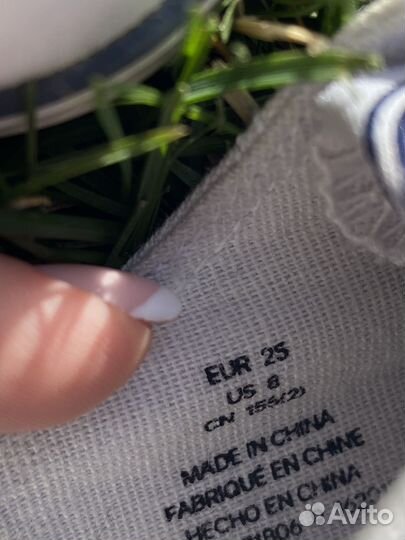 EUR 25
US 8
CN 155(2)
MADE IN CHINA
FABRIQUÉ EN CHINE
HECHO EN CHINA
Avito